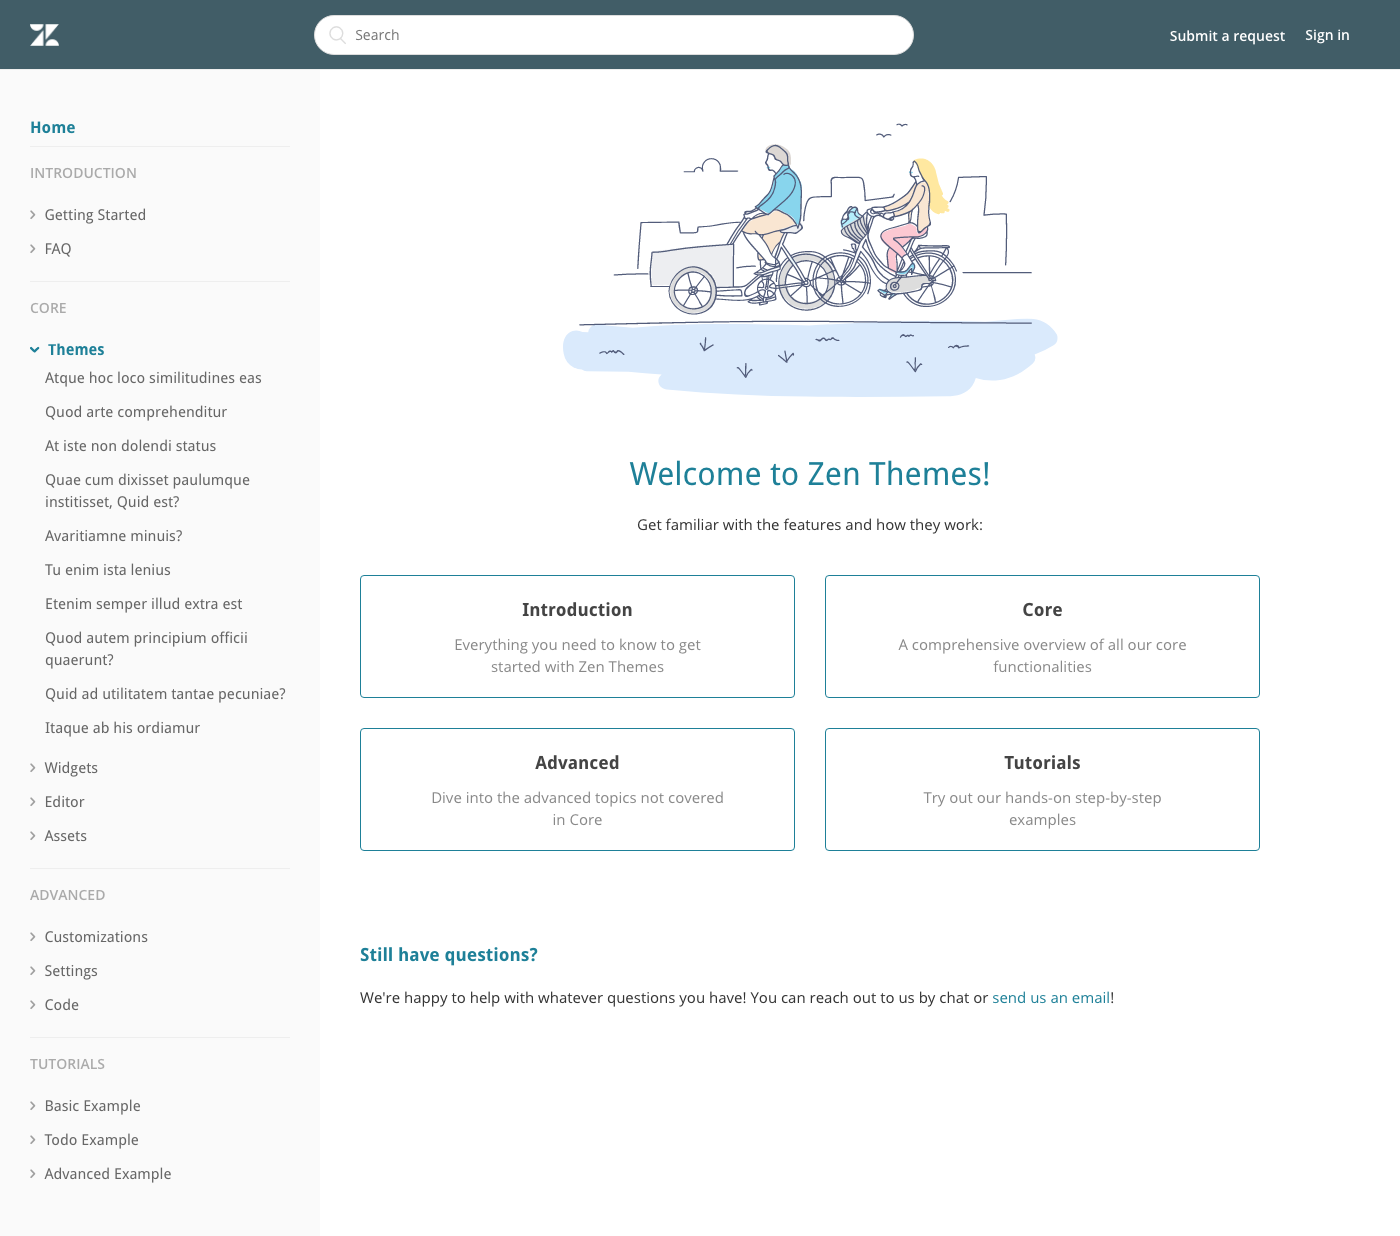 Search
Submit a request
Sign in
Home
INTRODUCTION
Getting Started
FAQ
CORE
Themes
Atque hoc loco similitudines eas
Quod arte comprehenditur
At iste non dolendi status
Quae cum dixisset paulumque
institisset, Quid est?
Avaritiamne minuis?
Tu enim ista lenius
Etenim semper illud extra est
Quod autem principium officii
quaerunt?
Quid ad utilitatem tantae pecuniae?
Itaque ab his ordiamur
Widgets
Editor
Assets
ADVANCED
Customizations
Settings
Code
TUTORIALS
Basic Example
Todo Example
Advanced Example
Welcome to Zen Themes!
Get familiar with the features and how they work:
Introduction
Everything you need to know to get
started with Zen Themes
Core
A comprehensive overview of all our core
functionalities
Advanced
Dive into the advanced topics not covered
in Core
Tutorials
Try out our hands-on step-by-step
examples
Still have questions?
We're happy to help with whatever questions you have! You can reach out to us by chat or send us an email!